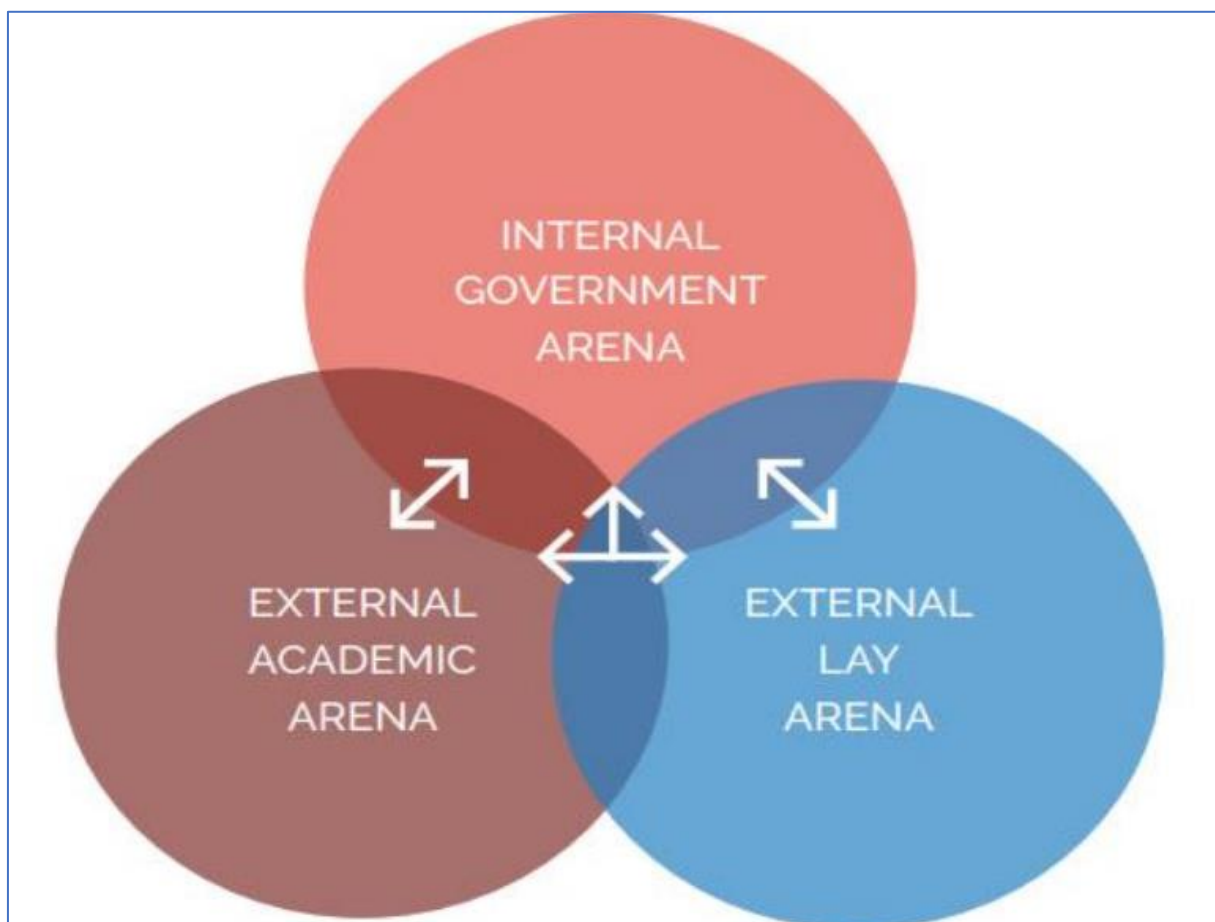 INTERNAL
GOVERNMENT
ARENA
EXTERNAL
ACADEMIC
ARENA
EXTERNAL
LAY
ARENA